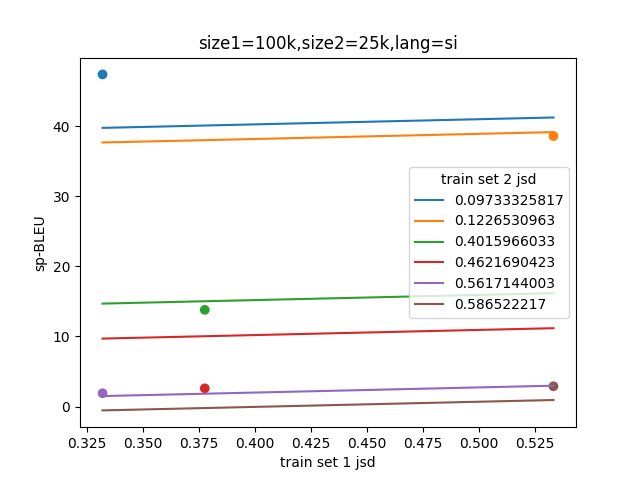 size1=100k,size2=25k,lang=si
sp-BLEU
40
30
20
10
0
train set 2 jsd
0.09733325817
0.1226530963
0.4015966033
0.4621690423
0.5617144003
0.586522217
0.325 0.350 0.375 0.400 0.425 0.450 0.475 0.500 0.525
train set 1 jsd